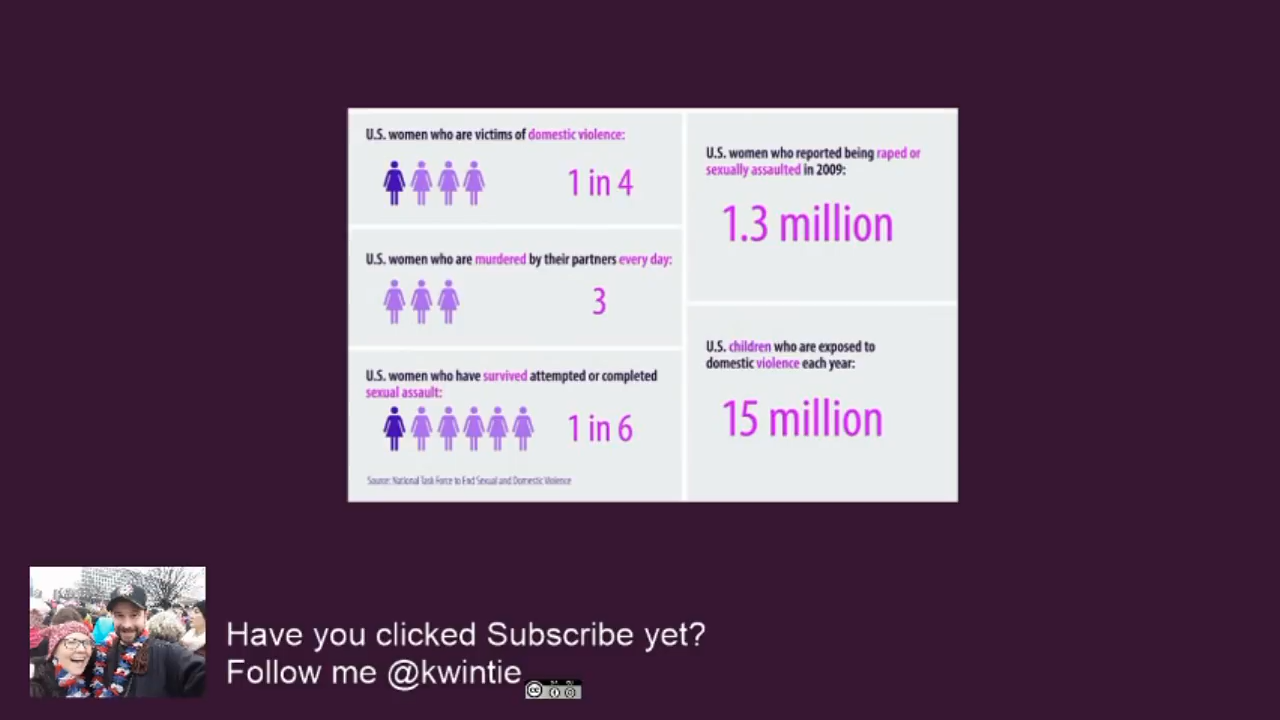 U.S. women who are victims of domestic violence:
1 in 4
U.S. women who are murdered by their partners every day:
3
U.S. women who have survived attempted or completed
sexual assault:
1 in 6
Source: National Task Force to End Sexual and Domestic Violence
U.S. women who reported being raped or
sexually assaulted in 2009:
1.3 million
U.S. children who are exposed to
domestic violence each year:
15 million
Have you clicked Subscribe yet?
Follow me @kwintie